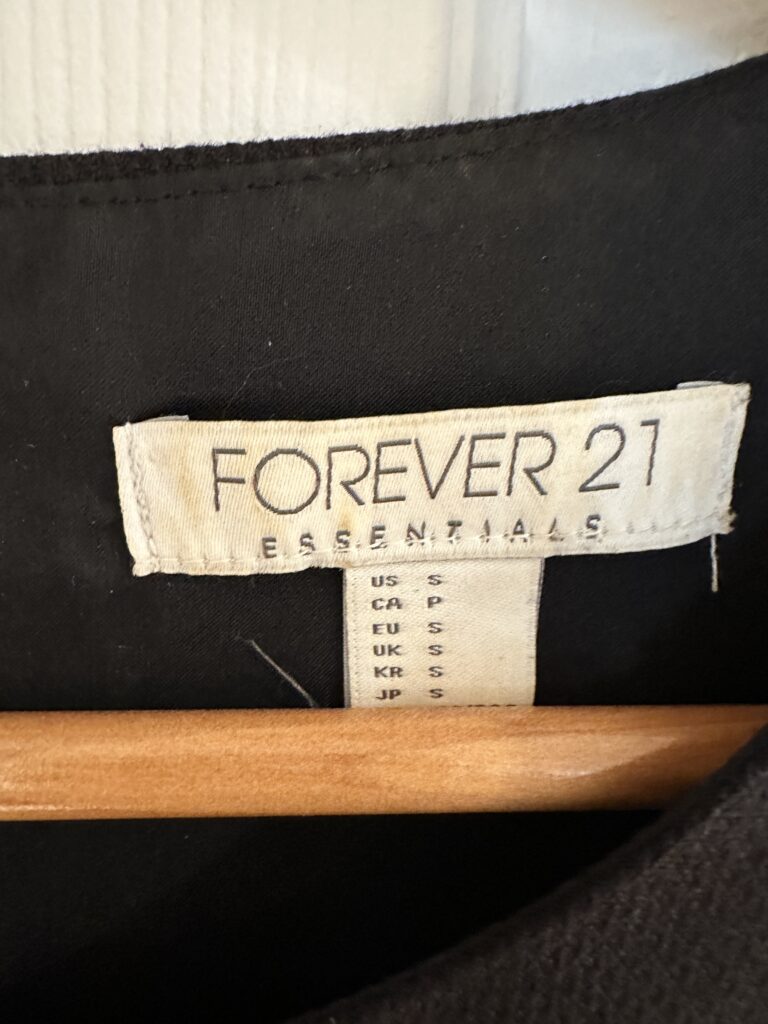 FOREVER 21
ESSENTIALS
US S
CA P
EU S
UK S
KR S
JP S